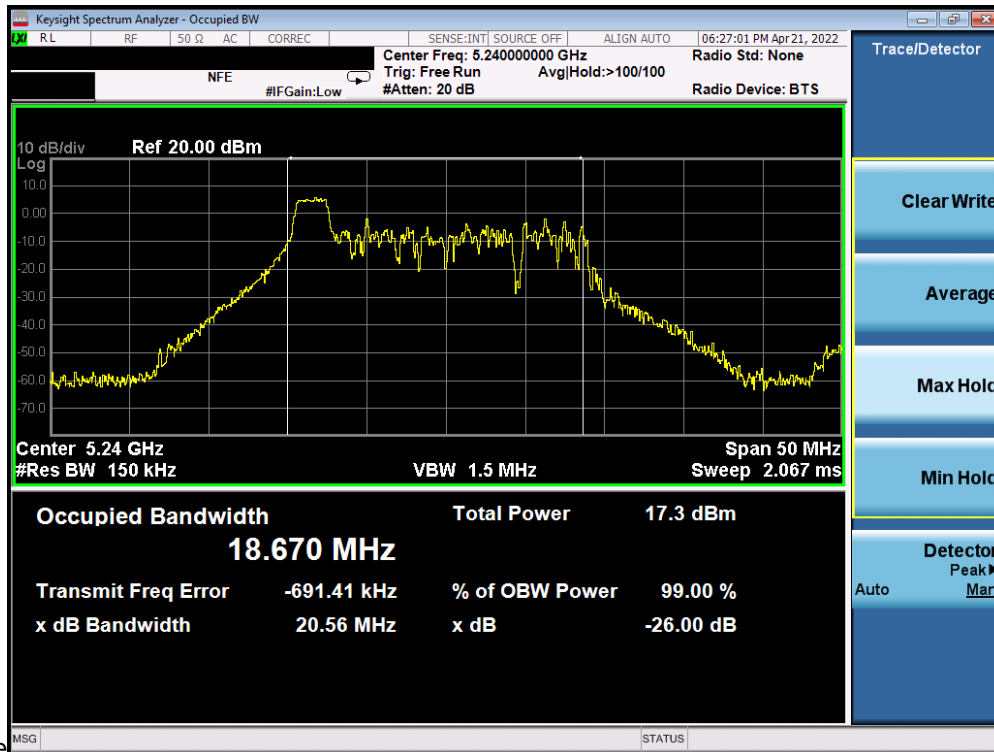 Keysight Spectrum Analyzer - Occupied BW
LXI RL RF 50 Ω AC CORREC SENSE:INT SOURCE OFF ALIGN AUTO 06:27:01 PM Apr 21, 2022
Center Freq: 5.240000000 GHz Radio Std: None
NFE Trig: Free Run Avg|Hold:>100/100
#IFGain:Low #Atten: 20 dB Radio Device: BTS
10 dB/div Ref 20.00 dBm
Log
10.0
0.00
-10.0
-20.0
-30.0
-40.0
-50.0
-60.0
-70.0
Center 5.24 GHz Span 50 MHz
#Res BW 150 kHz VBW 1.5 MHz Sweep 2.067 ms
Occupied Bandwidth Total Power 17.3 dBm
18.670 MHz
Transmit Freq Error -691.41 kHz % of OBW Power 99.00 %
x dB Bandwidth 20.56 MHz x dB -26.00 dB
MSG STATUS
Trace/Detector
Clear Write
Average
Max Hold
Min Hold
Detector
Peak▶
Auto Man